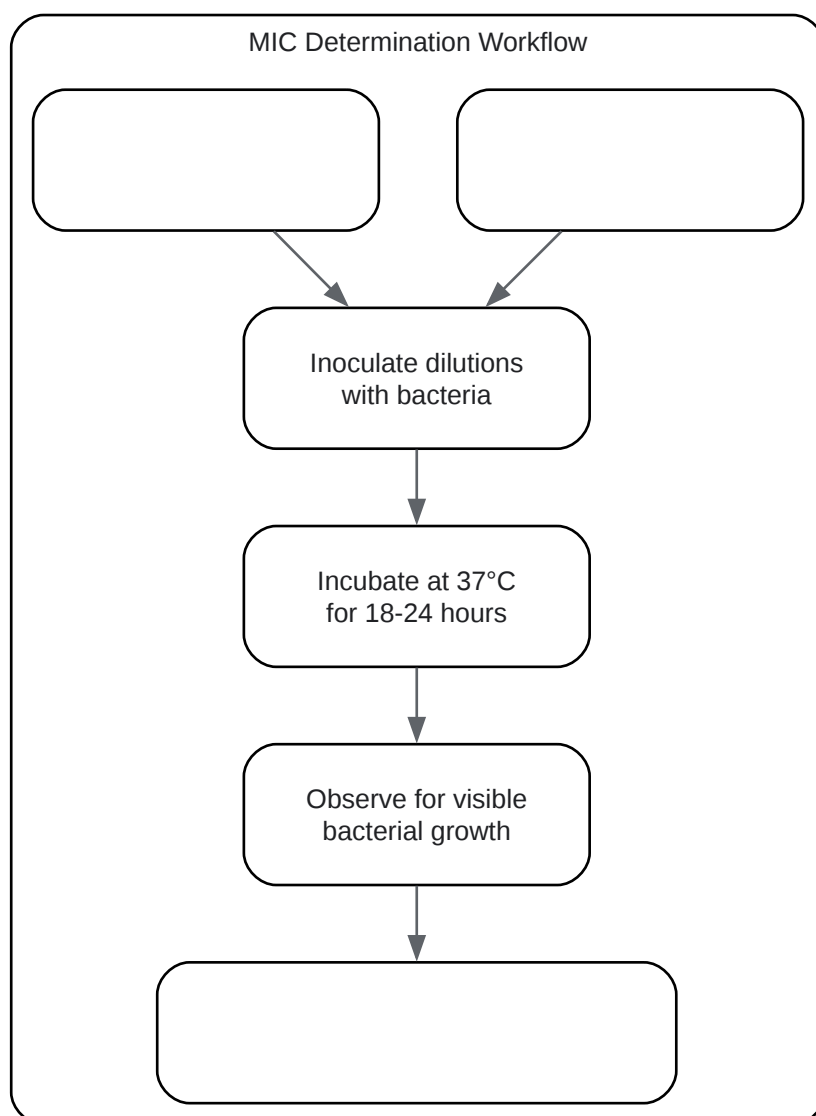 MIC Determination Workflow
Inoculate dilutions
with bacteria
Incubate at 37°C
for 18-24 hours
Observe for visible
bacterial growth